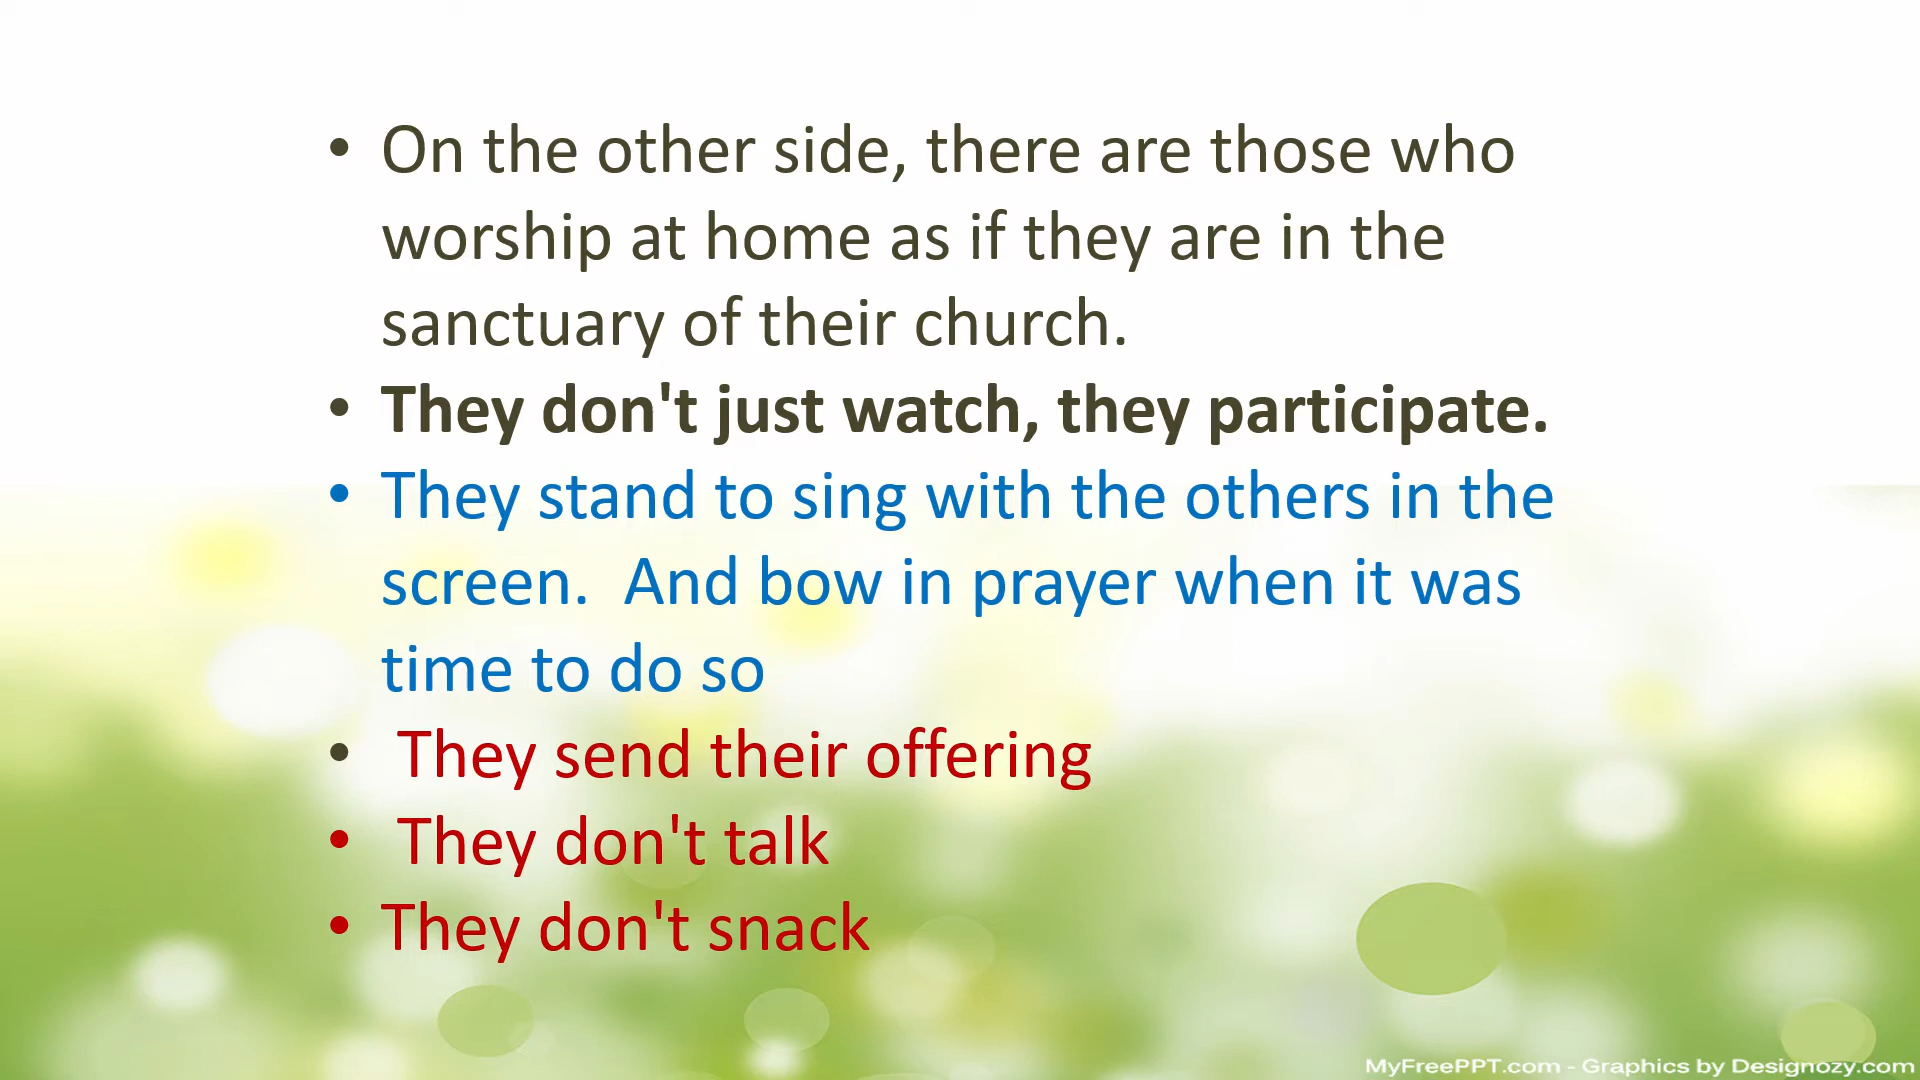 • On the other side, there are those who
worship at home as if they are in the
sanctuary of their church.
• They don't just watch, they participate.
• They stand to sing with the others in the
screen.  And bow in prayer when it was
time to do so
• They send their offering
• They don't talk
• They don't snack
MyFreePPT.com - Graphics by Designozy.com